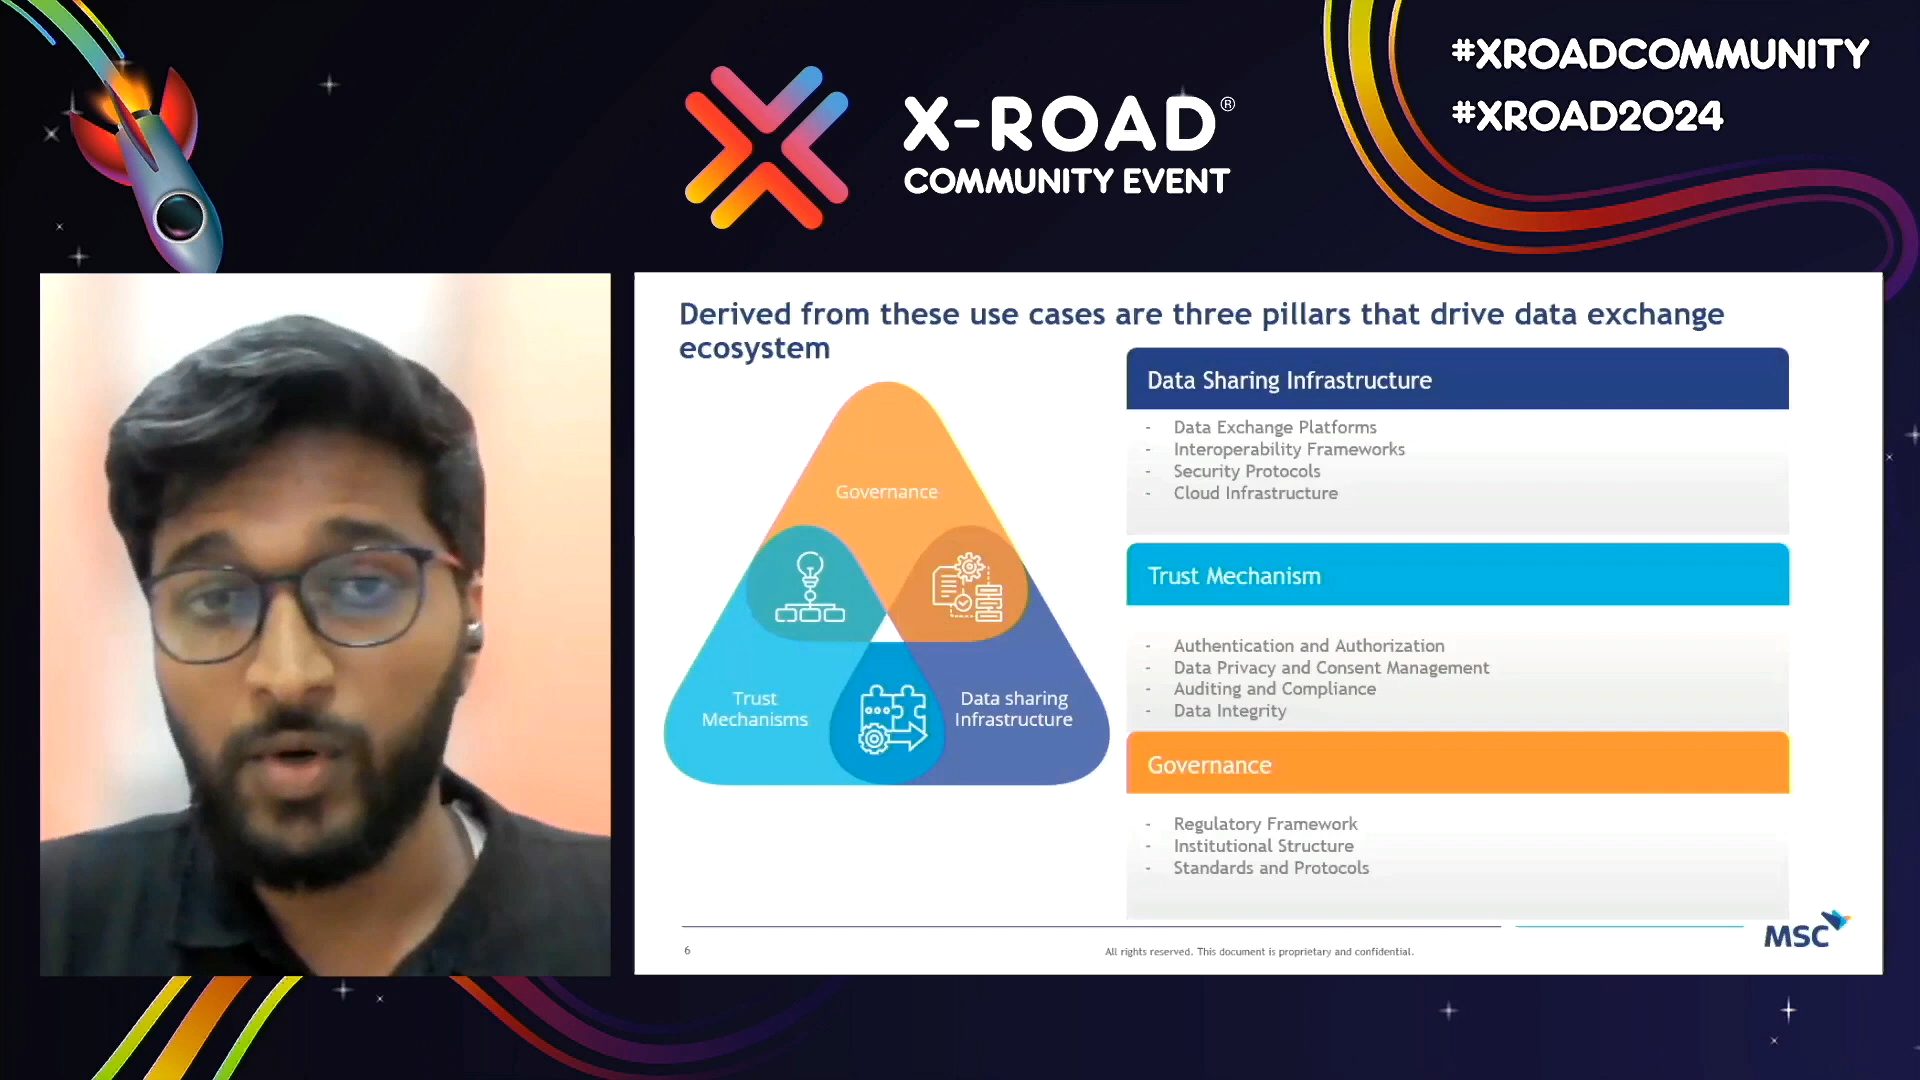 #XROADCOMMUNITY
#XROAD2024
X-ROAD®
COMMUNITY EVENT
Derived from these use cases are three pillars that drive data exchange
ecosystem
Governance
Trust
Mechanisms
Data sharing
Infrastructure
Data Sharing Infrastructure
- Data Exchange Platforms
- Interoperability Frameworks
- Security Protocols
- Cloud Infrastructure
Trust Mechanism
- Authentication and Authorization
- Data Privacy and Consent Management
- Auditing and Compliance
- Data Integrity
Governance
- Regulatory Framework
- Institutional Structure
- Standards and Protocols
MSC
6
All rights reserved. This document is proprietary and confidential.